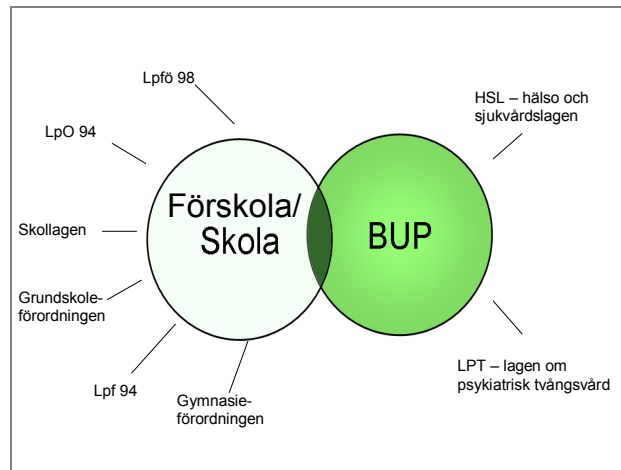 Lpfö 98
LpO 94
Skollagen
Grundskole-
förordningen
Lpf 94
Gymnasie-
förordningen
Förskola/
Skola
BUP
HSL – hälso och
sjukvårdslagen
LPT – lagen om
psykiatrisk tvångsvård